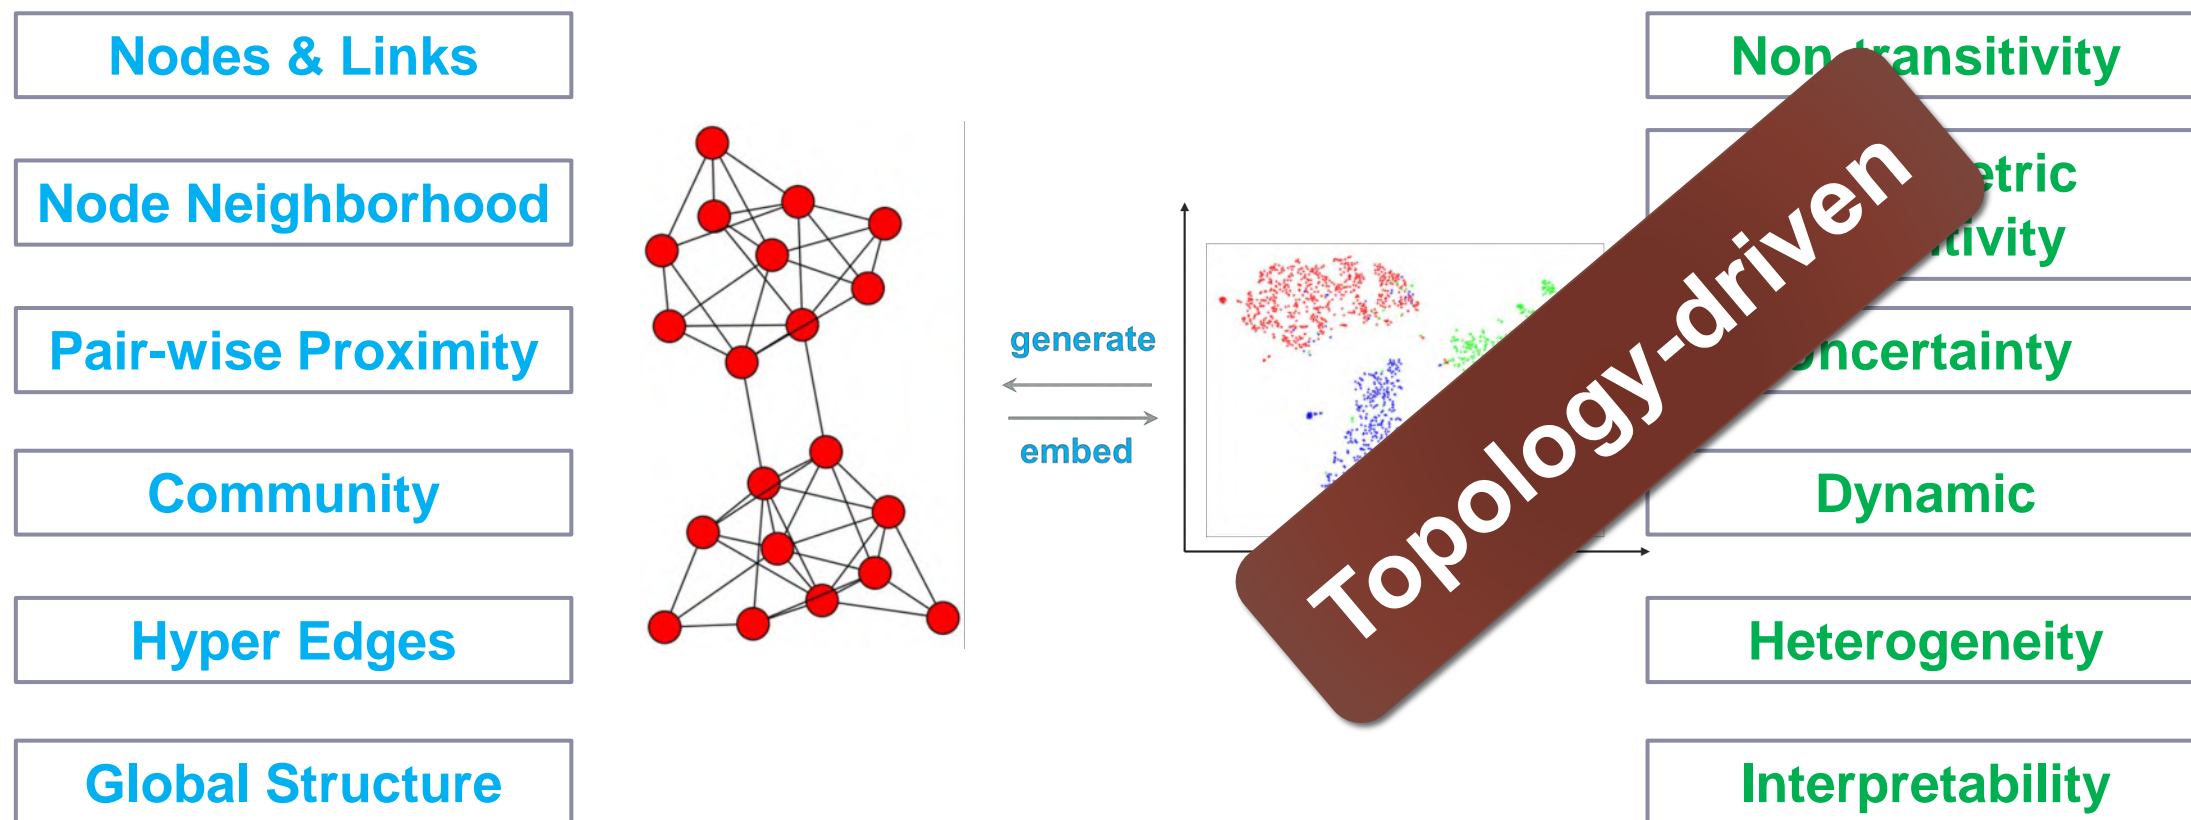 Nodes & Links
Node Neighborhood
Pair-wise Proximity
Community
Hyper Edges
Global Structure
generate
embed
Topology-driven
Dynamic
Heterogeneity
Interpretability